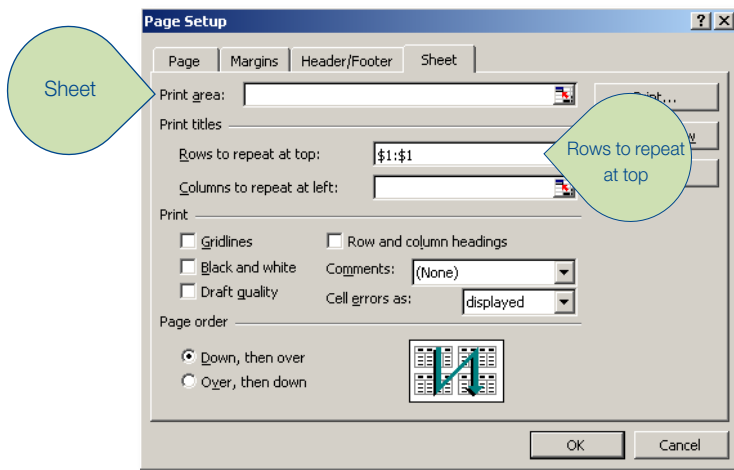 Page Setup
Page Margins Header/Footer Sheet
Sheet
Print area:
Print titles
Rows to repeat at top: $1:$1
Rows to repeat
at top
Columns to repeat at left:
Print
Gridlines Row and column headings
Black and white Comments: (None)
Draft quality Cell errors as: displayed
Page order
Down, then over
Over, then down
OK Cancel